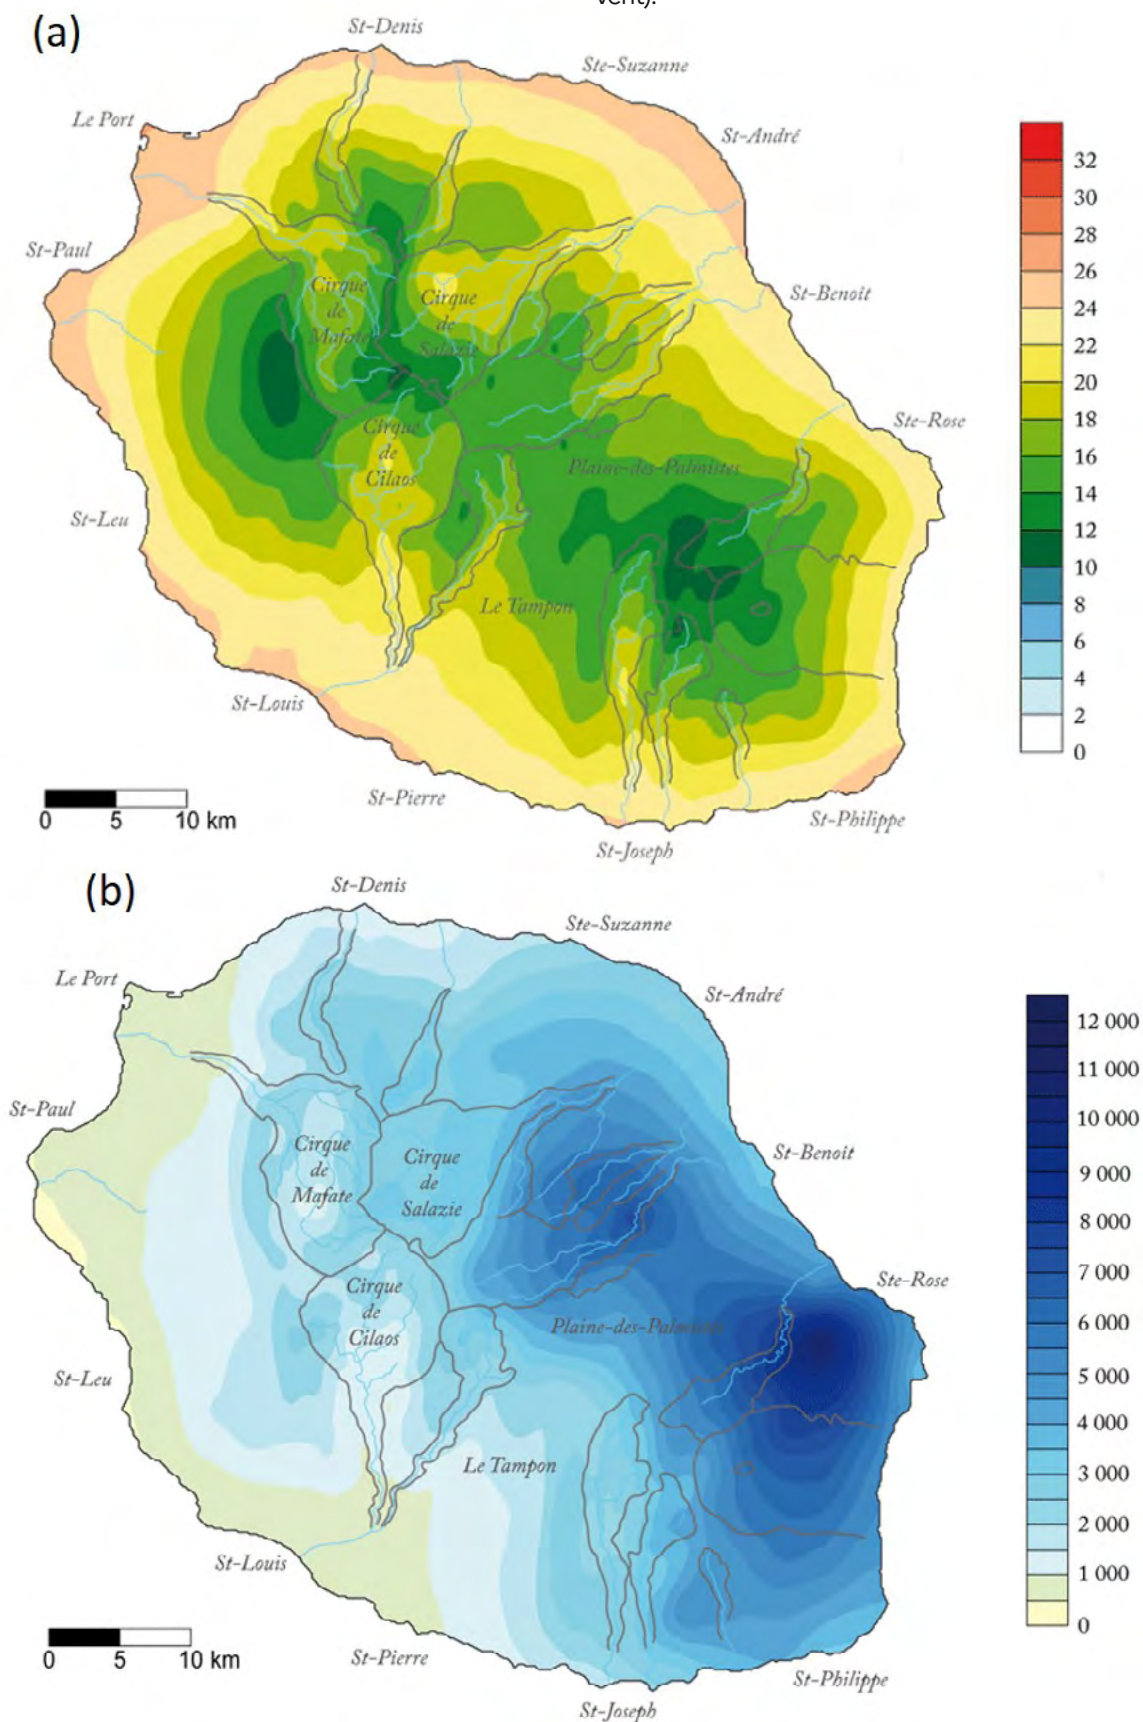 vent).
(a)
St-Denis
Ste-Suzanne
Le Port
St-André
St-Paul
Cirque
de
Mafate
Cirque
de
Salazie
St-Benoit
Cirque
de
Cilaos
Ste-Rose
Plaine-des-Palmistes
St-Leu
Le Tampon
St-Louis
St-Pierre
St-Philippe
St-Joseph
0 5 10 km
32
30
28
26
24
22
20
18
16
14
12
10
8
6
4
2
0
(b)
St-Denis
Ste-Suzanne
Le Port
St-André
St-Paul
Cirque
de
Mafate
Cirque
de
Salazie
St-Benoit
Cirque
de
Cilaos
Ste-Rose
Plaine-des-Palmistes
St-Leu
Le Tampon
St-Louis
St-Pierre
St-Philippe
St-Joseph
0 5 10 km
12 000
11 000
10 000
9 000
8 000
7 000
6 000
5 000
4 000
3 000
2 000
1 000
0